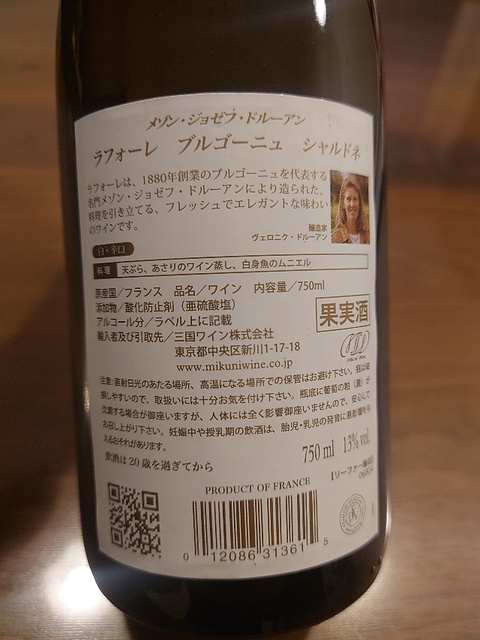 メゾン・ジョゼフ・ドルーアン
ラフォーレ ブルゴーニュ シャルドネ
ラフォーレは、1880年創業のブルゴーニュを代表する
名門メゾン・ジョゼフ・ドルーアンにより造られた、
料理を引き立てる、フレッシュでエレガントな味わい
のワインです。
醸造家
ヴェロニク・ドルーアン
白・辛口
料理 天ぷら、あさりのワイン蒸し、白身魚のムニエル
原産国/フランス 品名/ワイン 内容量/750ml
添加物/酸化防止剤(亜硫酸塩)
アルコール分/ラベル上に記載
果実酒
輸入者及び引取先/三国ワイン株式会社
東京都中央区新川1-17-18
www.mikuniwine.co.jp
注意:直射日光のあたる場所、高温になる場所での保管はお避け下さい。瓶は破
損しやすいので、取扱いには十分お気を付け下さい。瓶底に葡萄の粕(澱)が
沈澱する場合が御座いますが、人体には全く影響御座いませんので、安心して
お召し上がり下さい。妊娠中や授乳期の飲酒は、胎児・乳児の発育に悪影響を与
えるおそれがあります。
飲酒は20歳を過ぎてから
750 ml 13% vol.
【リーファー輸送】
PRODUCT OF FRANCE
0 12086 31361 5